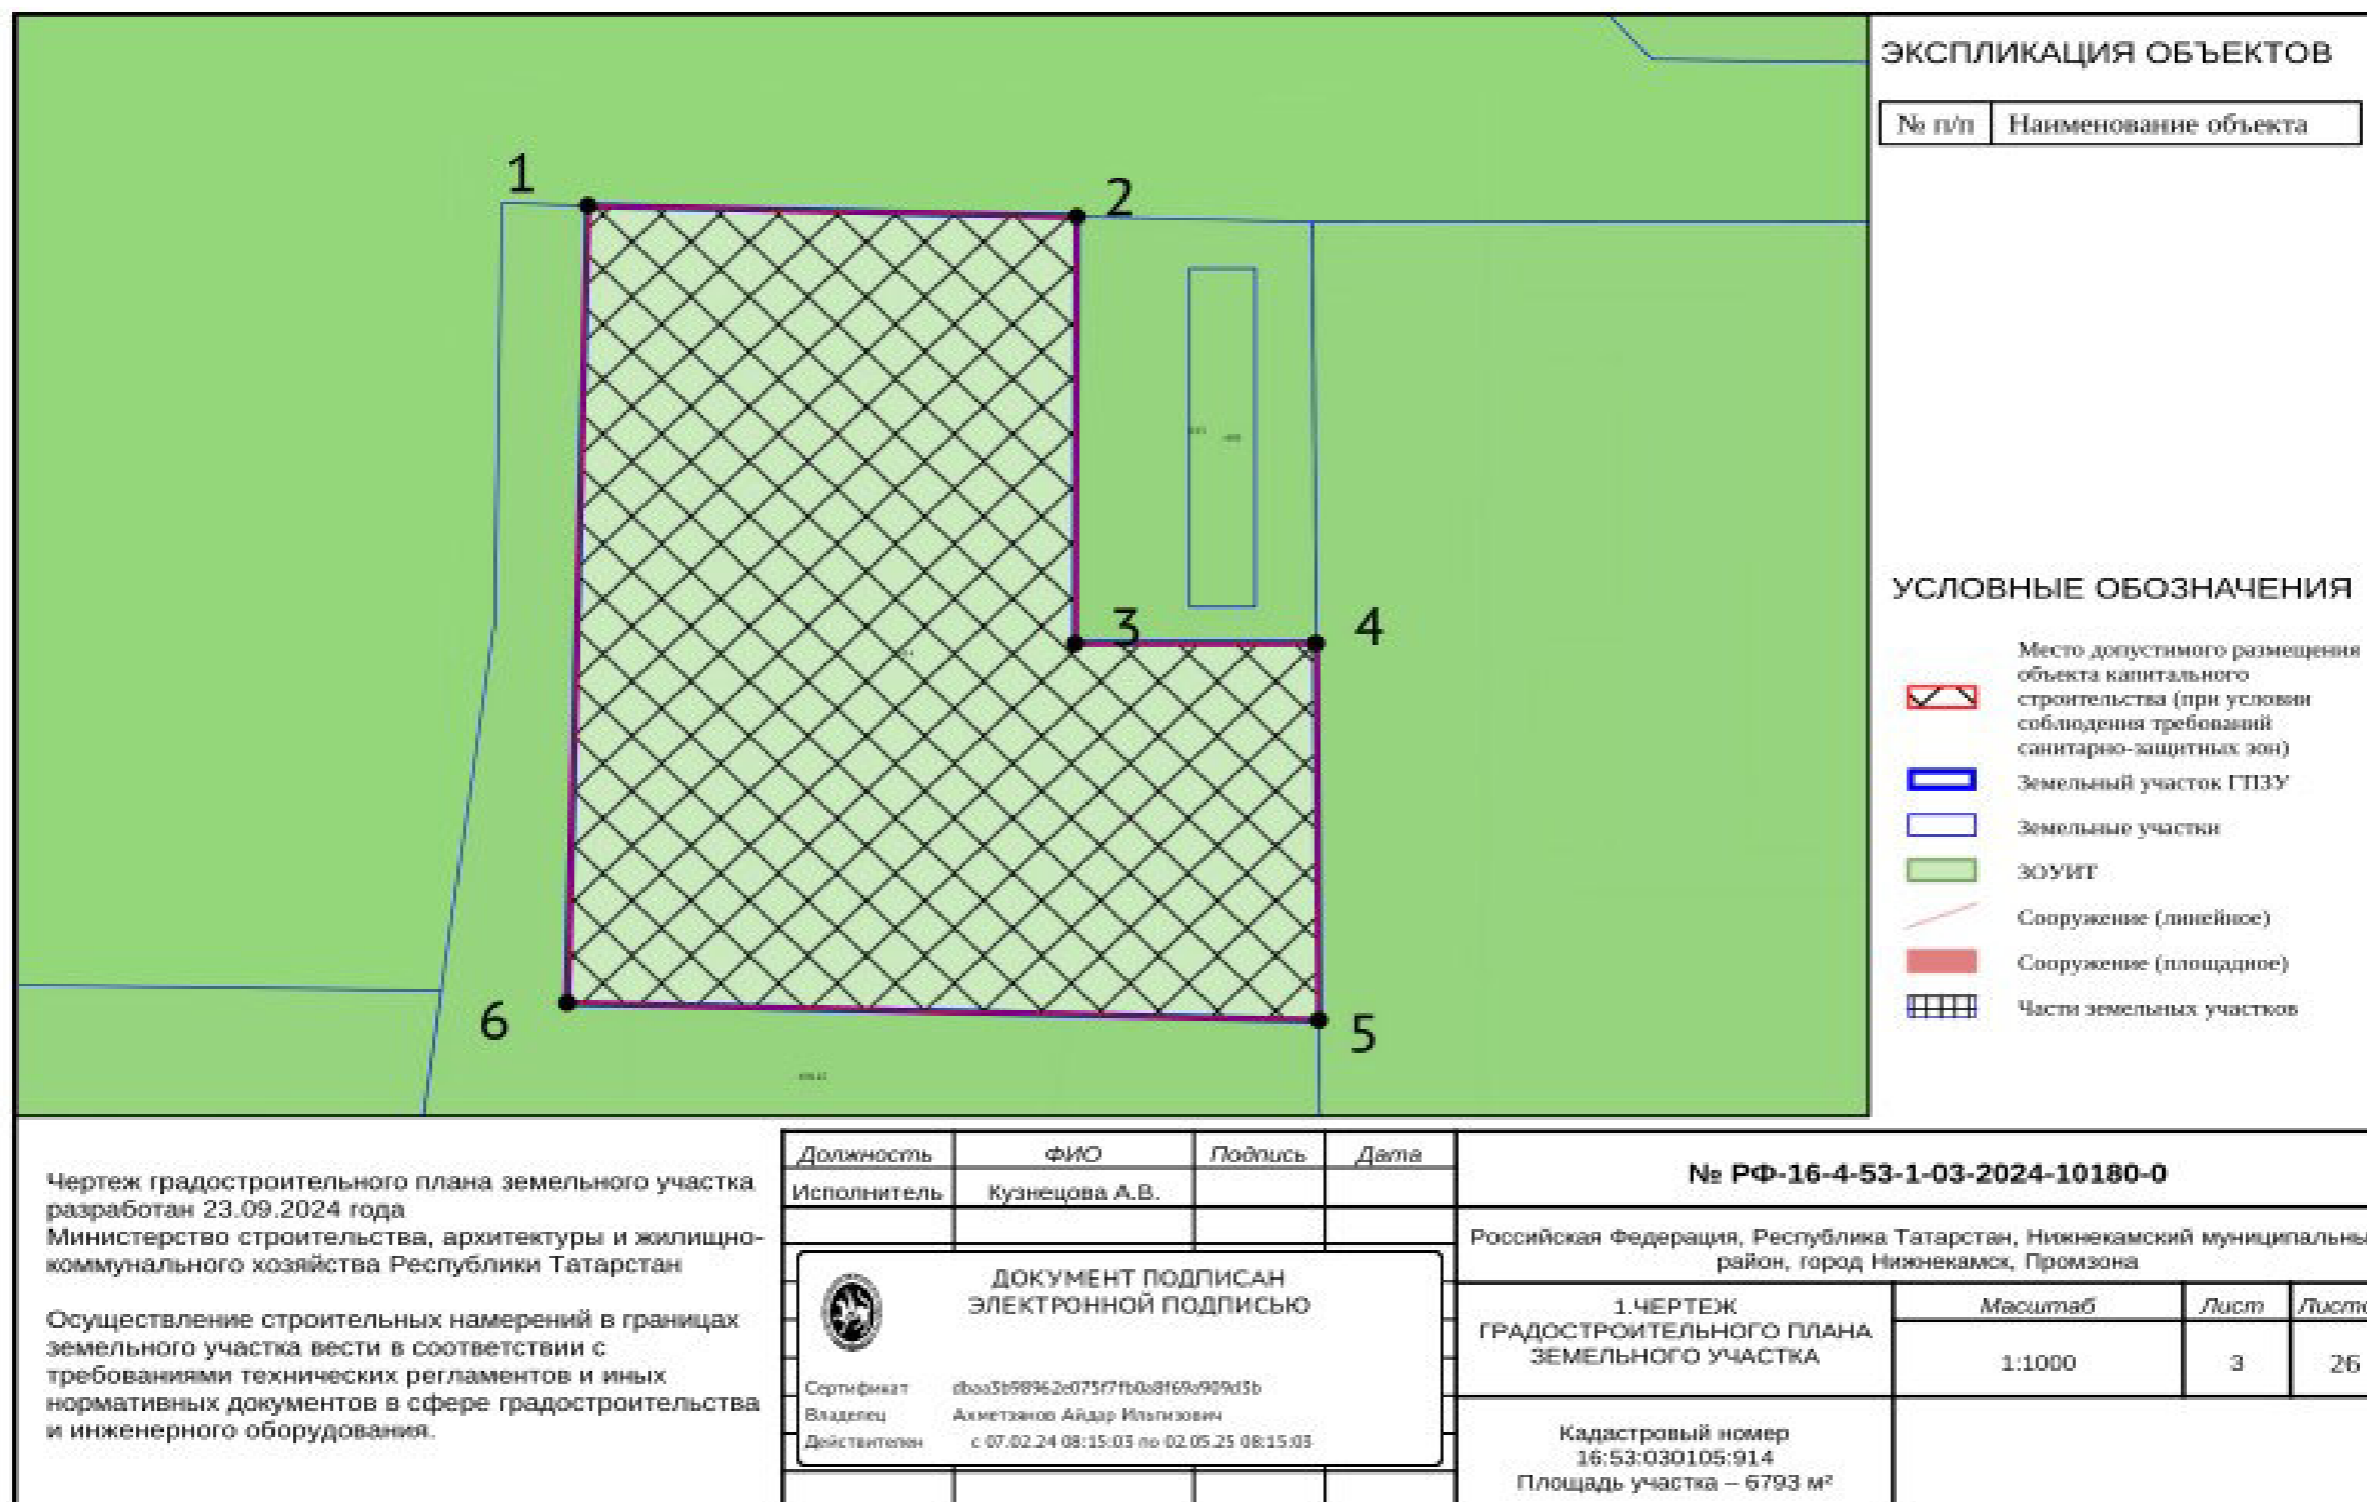 ЭКСПЛИКАЦИЯ ОБЪЕКТОВ
№ п/п Наименование объекта
1
2
3
4
5
6
УСЛОВНЫЕ ОБОЗНАЧЕНИЯ
Место допустимого размещения
объекта капитального
строительства (при условии
соблюдения требований
санитарно-защитных зон)
Земельный участок ГПЗУ
Земельные участки
ЗОУИТ
Сооружение (линейное)
Сооружение (площадное)
Части земельных участков
Чертеж градостроительного плана земельного участка
разработан 23.09.2024 года
Министерство строительства, архитектуры и жилищно-
коммунального хозяйства Республики Татарстан
Осуществление строительных намерений в границах
земельного участка вести в соответствии с
требованиями технических регламентов и иных
нормативных документов в сфере градостроительства
и инженерного оборудования.
Должность ФИО Подпись Дата
Исполнитель Кузнецова А.В.
ДОКУМЕНТ ПОДПИСАН
ЭЛЕКТРОННОЙ ПОДПИСЬЮ
Сертификат
Владелец Ахметзянов Айдар Ильгизович
Действителен с 07.02.24 08:15:03 по 02.05.25 08:15:03
№ РФ-16-4-53-1-03-2024-10180-0
Российская Федерация, Республика Татарстан, Нижнекамский муниципальны
район, город Нижнекамск, Промзона
1.ЧЕРТЕЖ
ГРАДОСТРОИТЕЛЬНОГО ПЛАНА
ЗЕМЕЛЬНОГО УЧАСТКА
Масштаб Лист Листо
1:1000 3 26
Кадастровый номер
16:53:030105:914
Площадь участка – 6793 м²